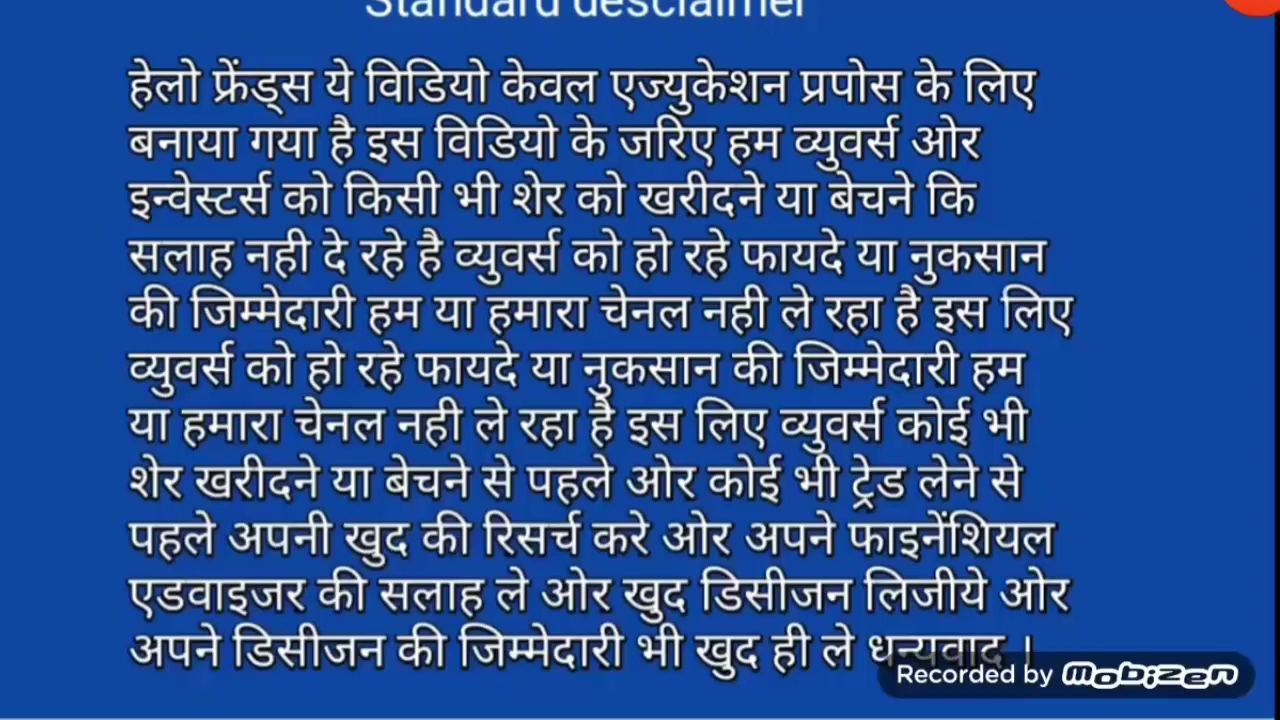 Standard desclaimer
हेलो फ्रेंड्स ये विडियो केवल एज्युकेशन प्रपोस के लिए
बनाया गया है इस विडियो के जरिए हम व्युवर्स ओर
इन्वेस्टर्स को किसी भी शेर को खरीदने या बेचने कि
सलाह नही दे रहे है व्युवर्स को हो रहे फायदे या नुकसान
की जिम्मेदारी हम या हमारा चेनल नही ले रहा है इस लिए
व्युवर्स को हो रहे फायदे या नुकसान की जिम्मेदारी हम
या हमारा चेनल नही ले रहा है इस लिए व्युवर्स कोई भी
शेर खरीदने या बेचने से पहले ओर कोई भी ट्रेड लेने से
पहले अपनी खुद की रिसर्च करे ओर अपने फाइनेंशियल
एडवाइजर की सलाह ले ओर खुद डिसीजन लिजीये ओर
अपने डिसीजन की जिम्मेदारी भी खुद ही ले धन्यवाद ।
Recorded by MOBIZEN